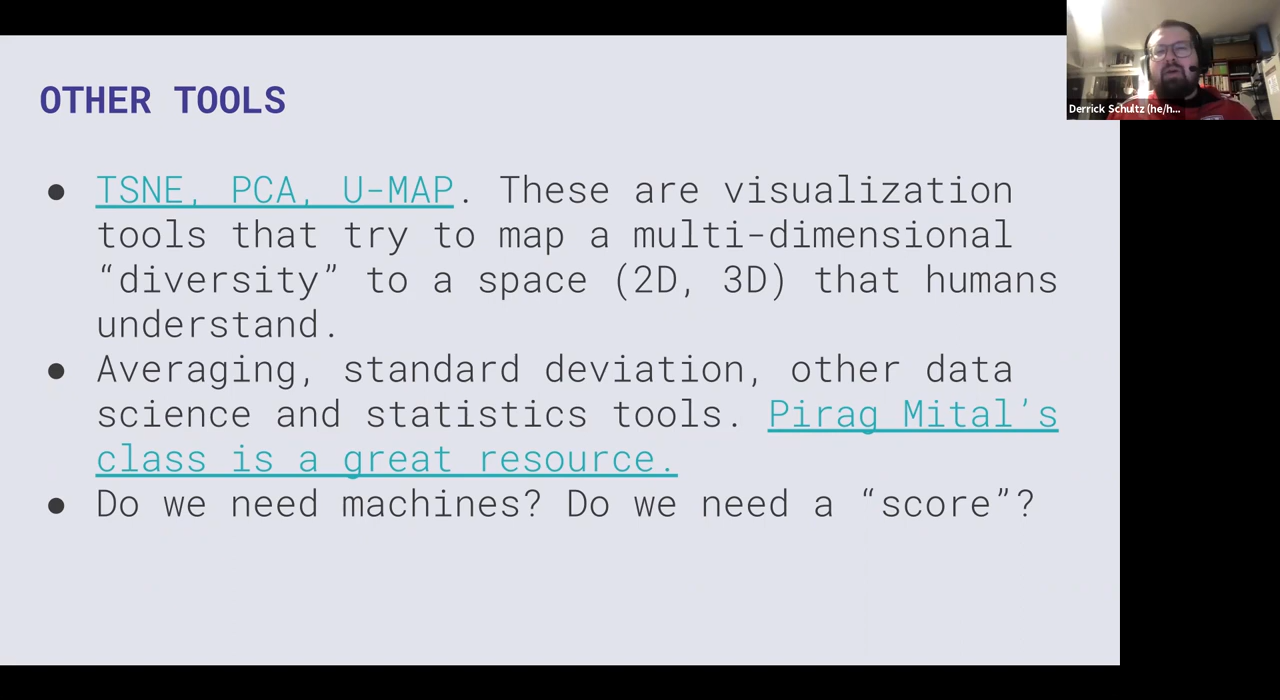 OTHER TOOLS
● TSNE, PCA, U-MAP. These are visualization
tools that try to map a multi-dimensional
“diversity” to a space (2D, 3D) that humans
understand.
● Averaging, standard deviation, other data
science and statistics tools. Pirag Mital’s
class is a great resource.
● Do we need machines? Do we need a “score”?
Derrick Schultz (he/h...